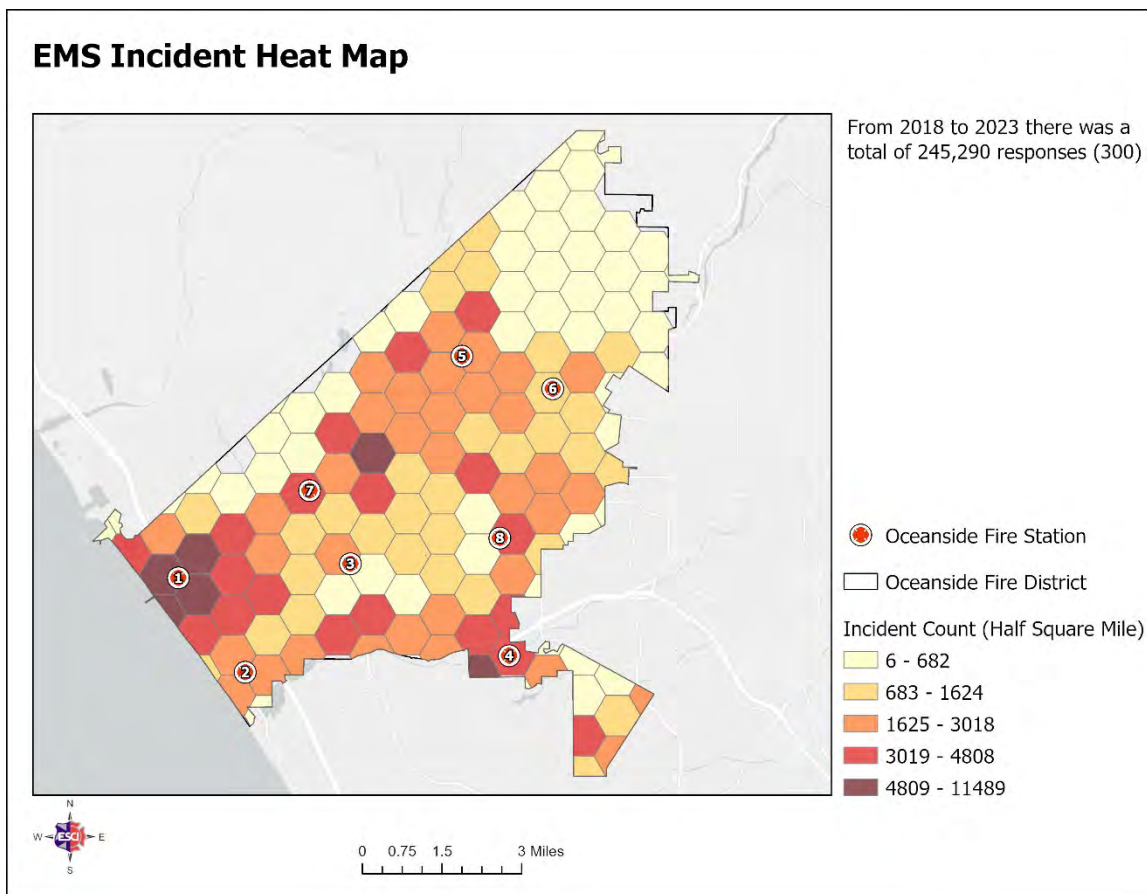 EMS Incident Heat Map
From 2018 to 2023 there was a
total of 245,290 responses (300)
5
6
7
8
3
1
4
2
Oceanside Fire Station
Oceanside Fire District
Incident Count (Half Square Mile)
6 - 682
683 - 1624
1625 - 3018
3019 - 4808
4809 - 11489
N
W ESCI E
S
0 0.75 1.5 3 Miles